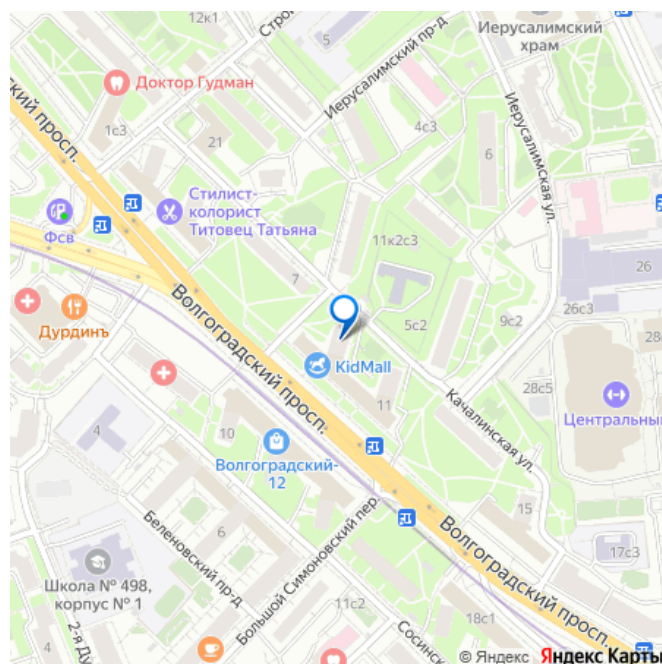 12к1
Стро
5
Иерусалимский
храм
Доктор Гудман
Иерусалимский пр-д
ский просп.
1с3
21
4с3
6
Иерусалимская ул.
Стилист-
колорист
Титовец Татьяна
Фсв
11к2с3
7
26
26с3
Дурдинъ
Волгоградский просп.
5с2
9с2
28
KidMall
28с5
11
Центральный
Качалинская ул.
4
10
Волгоградский-
12
15
Беленовский пр-д
6
Большой Симоновский пер.
Волгоградский просп.
17с3
Школа № 498,
корпус № 1
11с2
18с1
4
2-я Ду
Сосинск
© Яндекс Яндекс Карты